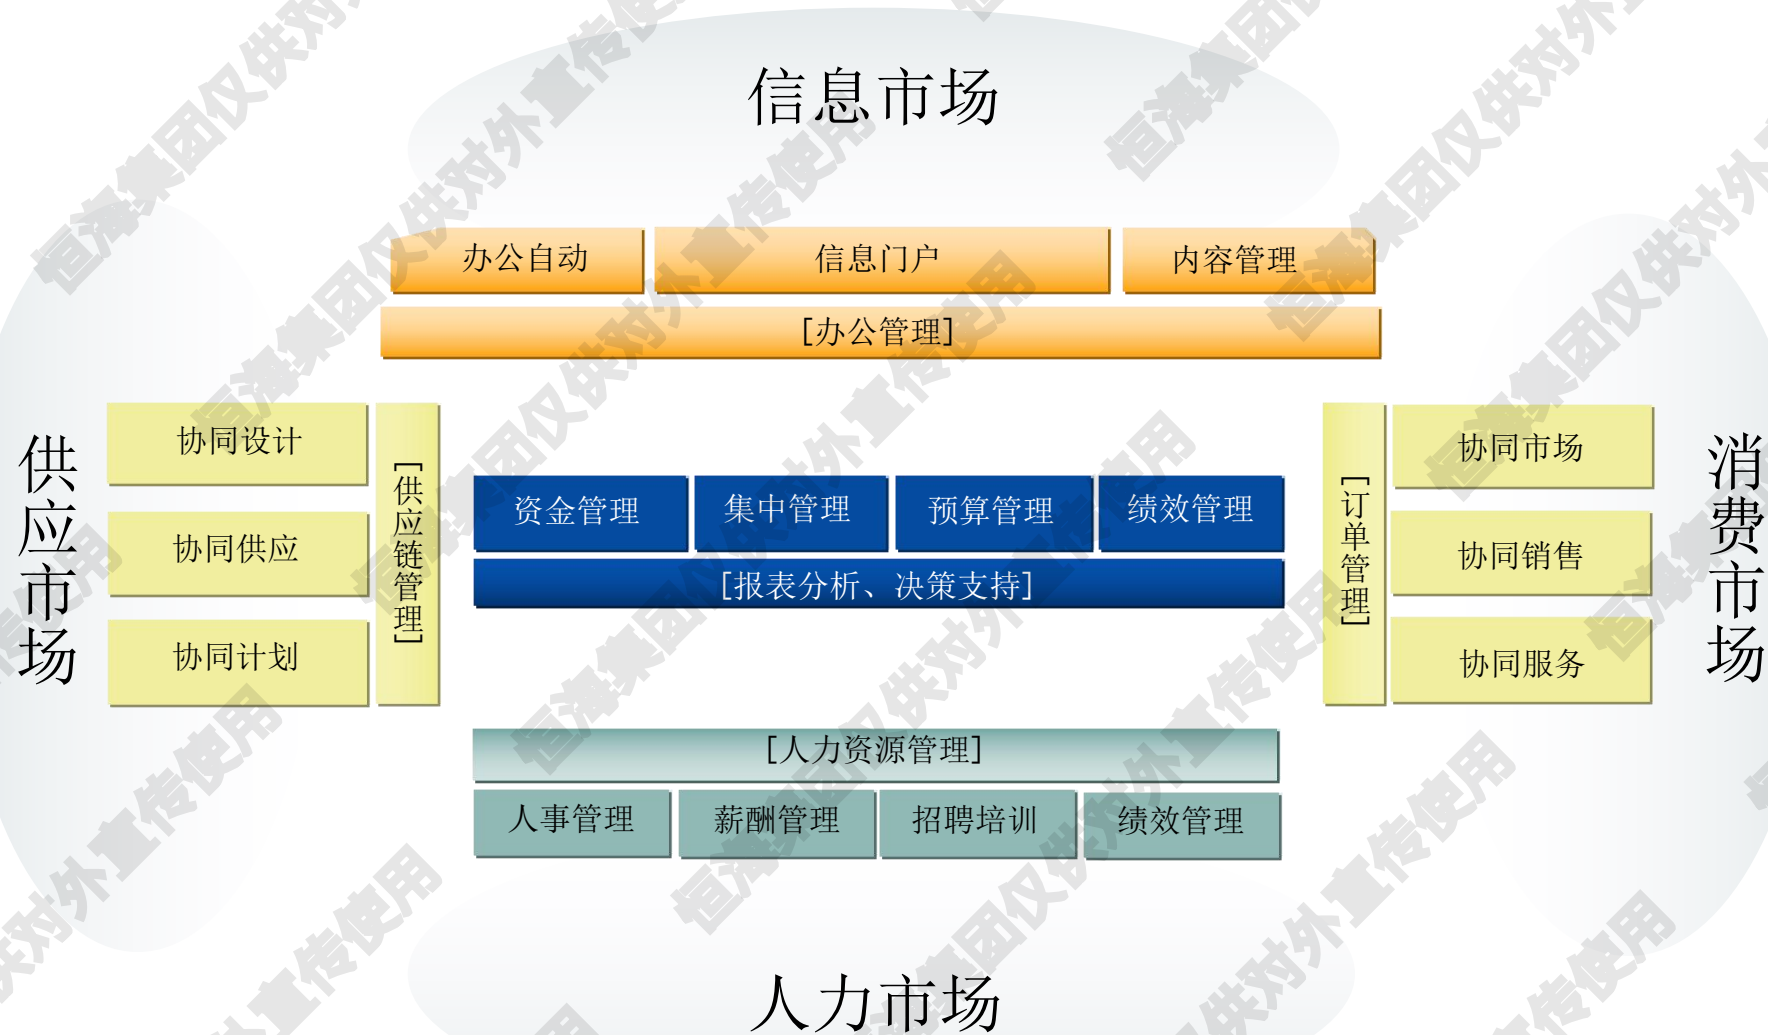 信息市场
办公自动
信息门户
内容管理
[办公管理]
供应市场
协同设计
协同供应
协同计划
[供应链管理]
资金管理
集中管理
预算管理
绩效管理
[报表分析、决策支持]
[订单管理]
协同市场
协同销售
协同服务
消费市场
[人力资源管理]
人事管理
薪酬管理
招聘培训
绩效管理
人力市场
恒海集团仅供对外宣传使用